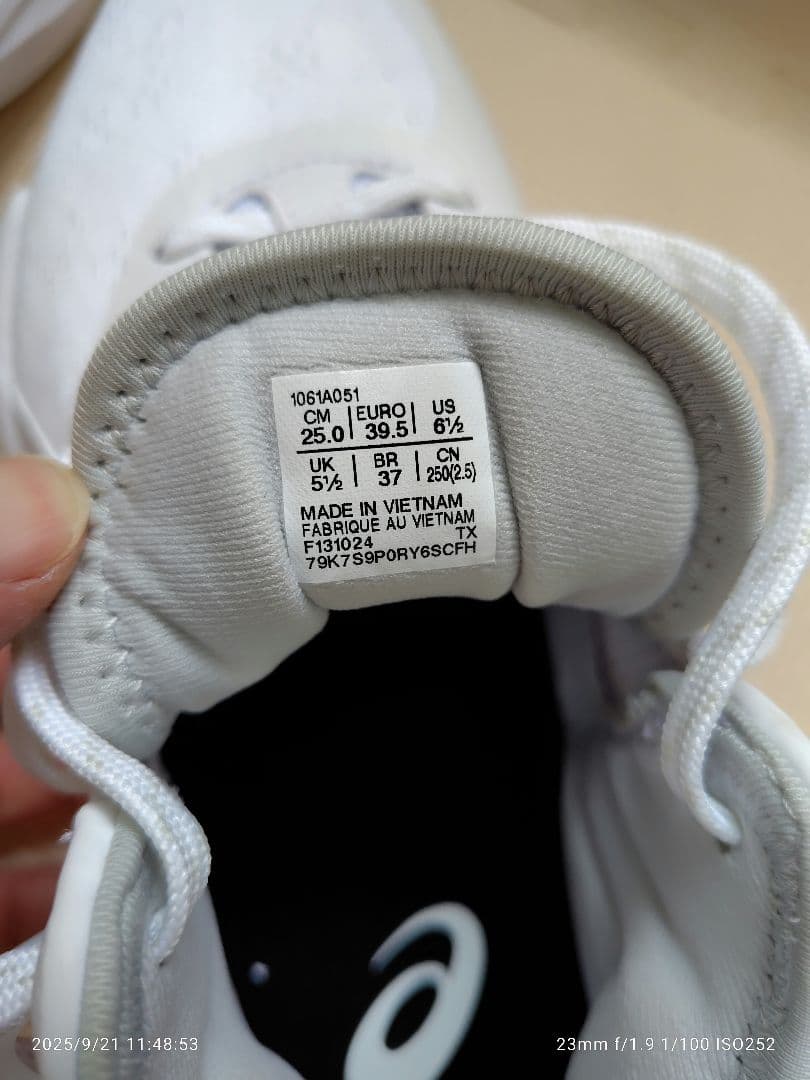 1061A051
CM | EURO | US
25.0 | 39.5 | 6½
UK | BR | CN
5½ | 37 | 250(2.5)
MADE IN VIETNAM
FABRIQUE AU VIETNAM
F131024 TX
79K7S9P0RY6SCFH
2025/9/21 11:48:53
23mm f/1.9 1/100 ISO252